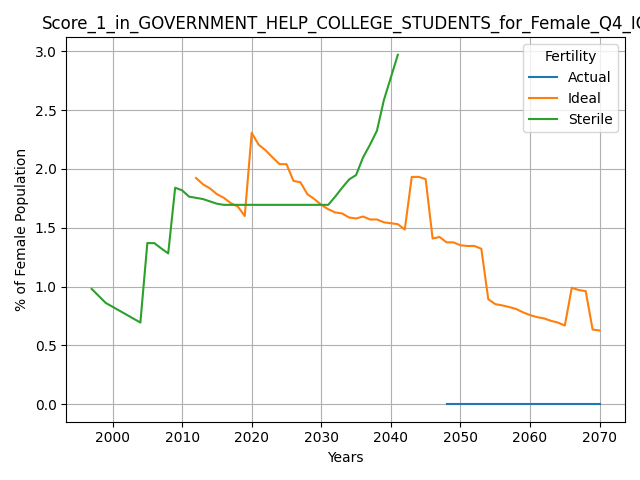 Score_1_in_GOVERNMENT_HELP_COLLEGE_STUDENTS_for_Female_Q4_IC
Fertility
Actual
Ideal
Sterile
% of Female Population
3.0
2.5
2.0
1.5
1.0
0.5
0.0
2000 2010 2020 2030 2040 2050 2060 2070
Years